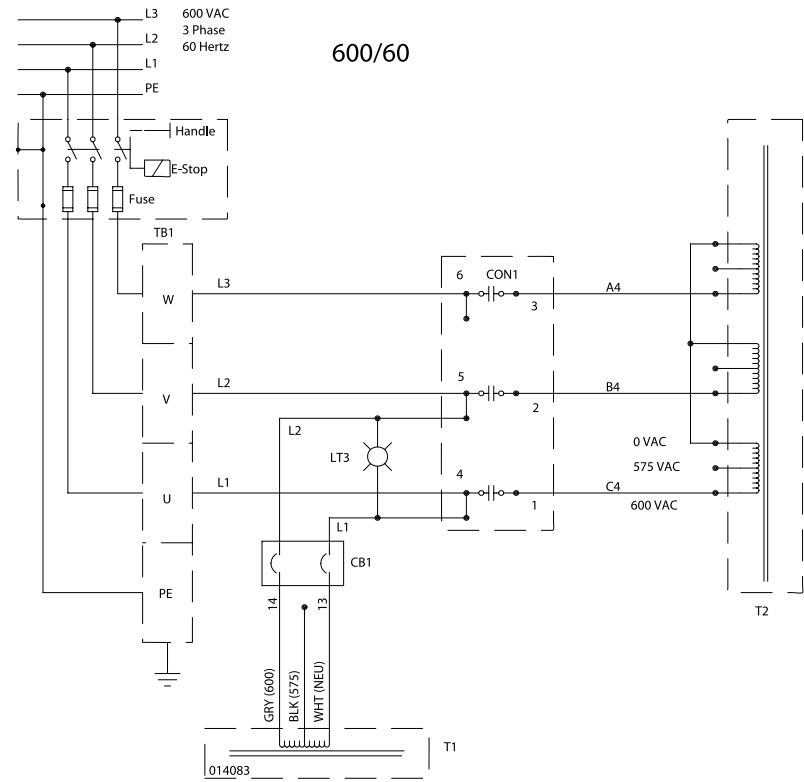 L3 600 VAC
3 Phase
L2 60 Hertz
600/60
L1
PE
Handle
E-Stop
Fuse
TB1
6 CON1
L3
A4
W
3
5
L2
B4
V
2
L2
0 VAC
LT3
575 VAC
4
L1
C4
U
1
600 VAC
L1
CB1
PE
14
13
T2
GRY (600)
BLK (575)
WHT (NEU)
T1
014083